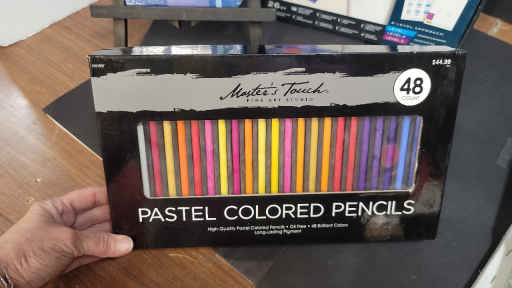 $44.99
Master's Touch
FINE ART STUDIO
48
COUNT
PASTEL COLORED PENCILS
High Quality Pastel Colored Pencils • Oil Free • 48 Brilliant Colors
Long-Lasting Pigment